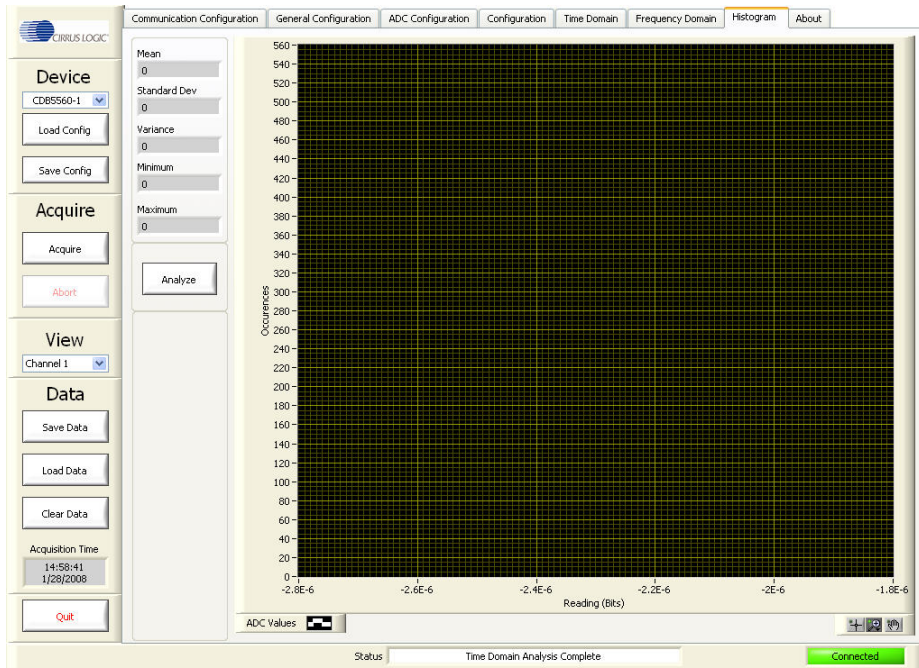 CIRRUS LOGIC
Communication Configuration
General Configuration
ADC Configuration
Configuration
Time Domain
Frequency Domain
Histogram
About
Device
CDB5560-1
Load Config
Save Config
Acquire
Acquire
Abort
View
Channel 1
Data
Save Data
Load Data
Clear Data
Acquisition Time
14:58:41
1/28/2008
Quit
Mean
0
Standard Dev
0
Variance
0
Minimum
0
Maximum
0
Analyze
Occurences
560
540
520
500
480
460
440
420
400
380
360
340
320
300
280
260
240
220
200
180
160
140
120
100
80
60
40
20
0
-2.8E-6 -2.6E-6 -2.4E-6 -2.2E-6 -2E-6 -1.8E-6
Reading (Bits)
ADC Values
Status Time Domain Analysis Complete
Connected